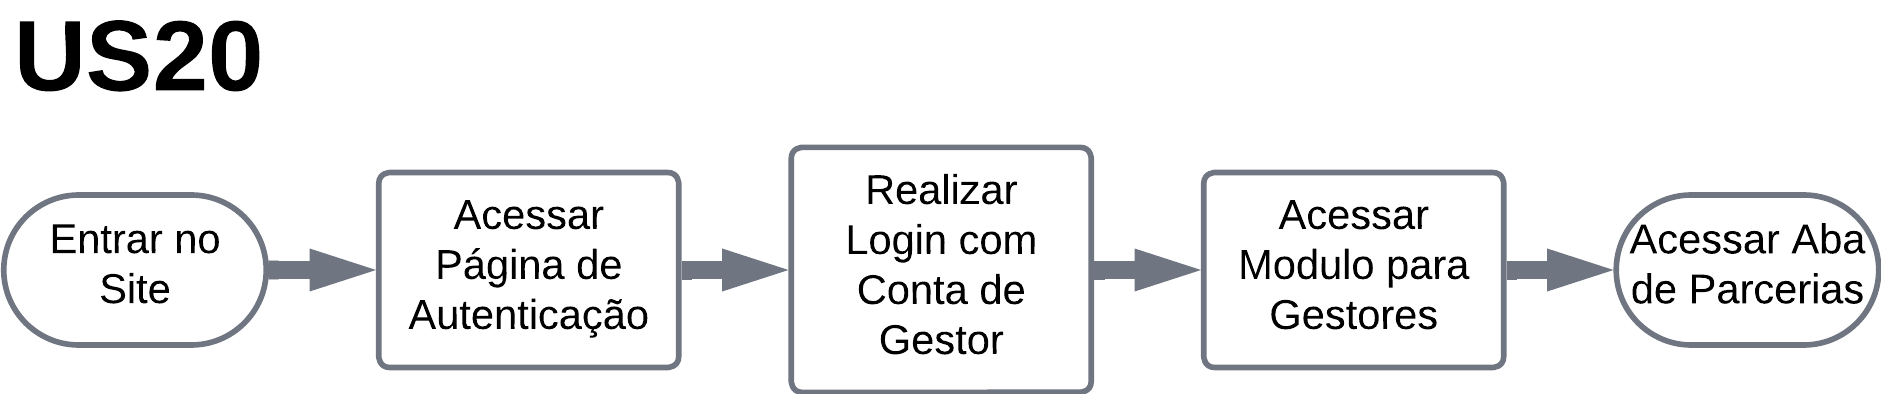 US20
Entrar no
Site
Acessar
Página de
Autenticação
Realizar
Login com
Conta de
Gestor
Acessar
Modulo para
Gestores
Acessar Aba
de Parcerias